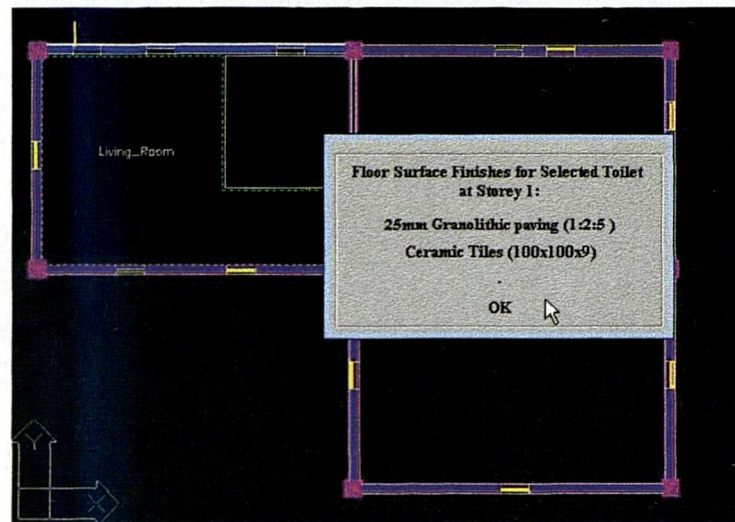 Living_Room
Floor Surface Finishes for Selected Toilet
at Storey 1:
25mm Granolithic paving (1:2:5 )
Ceramic Tiles (100x100x9)
.
OK
Y
X